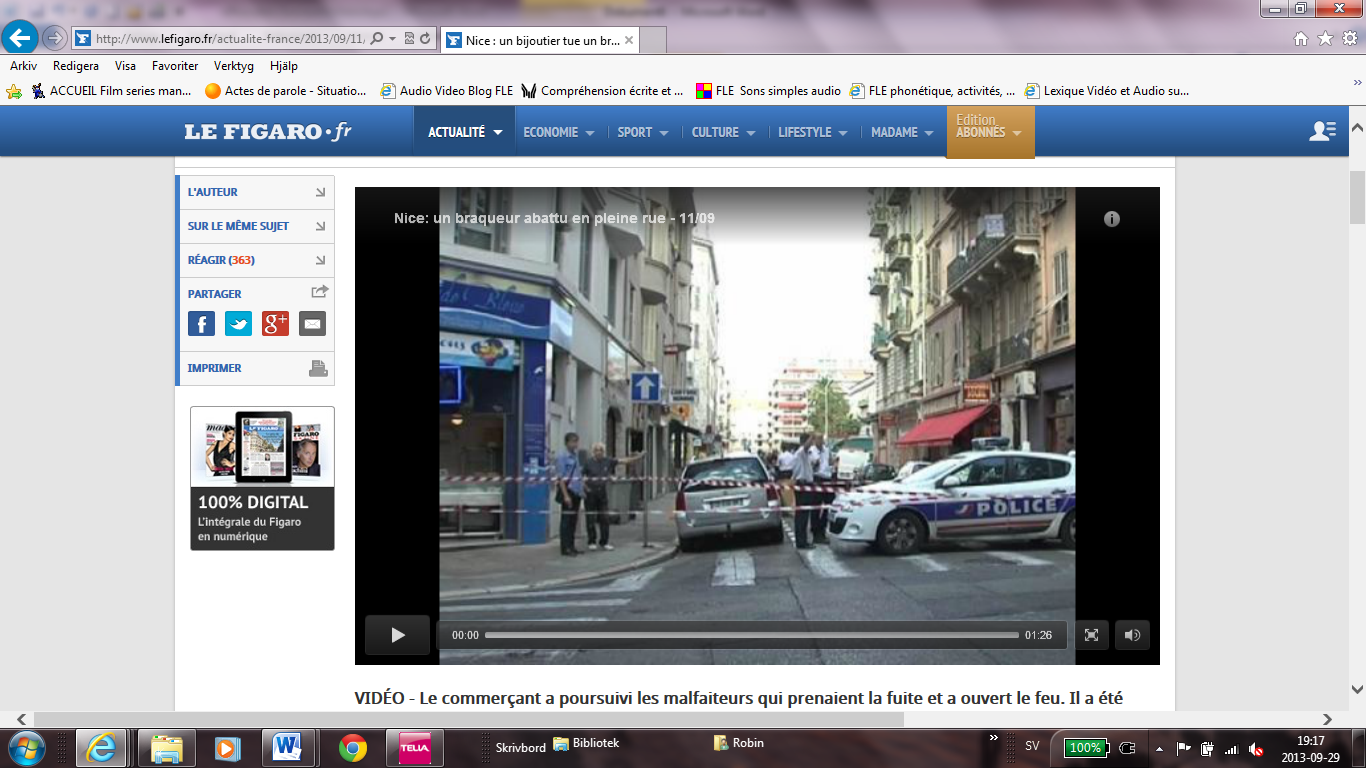 http://www.lefigaro.fr/actualite-france/2013/09/11/
Nice : un bijoutier tue un br...
Arkiv Redigera Visa Favoriter Verktyg Hjälp
ACCUEIL Film series man... Actes de parole - Situatio... Audio Video Blog FLE Compréhension écrite et ... FLE Sons simples audio FLE phonétique, activités, ... Lexique Vidéo et Audio su...
LE FIGARO·fr ACTUALITÉ ECONOMIE SPORT CULTURE LIFESTYLE MADAME Edition
ABONNÉS
L'AUTEUR
SUR LE MÊME SUJET
RÉAGIR (363)
PARTAGER
IMPRIMER
100% DIGITAL
L'intégrale du Figaro
en numérique
Nice: un braqueur abattu en pleine rue - 11/09
POLICE
00:00 01:26
VIDÉO - Le commerçant a poursuivi les malfaiteurs qui prenaient la fuite et a ouvert le feu. Il a été
TELIA Skrivbord Bibliotek Robin SV 100% 19:17
2013-09-29